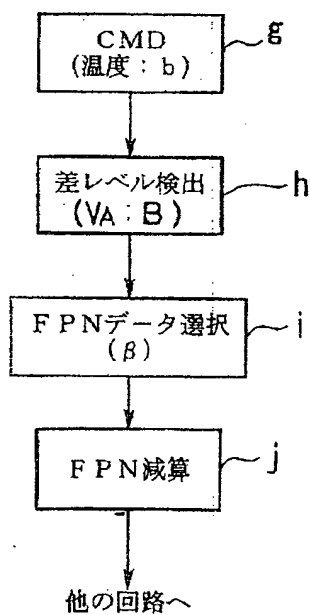 CMD
(温度：b)
g
差レベル検出
(VA：B)
h
FPNデータ選択
(β)
i
FPN減算
j
他の回路へ